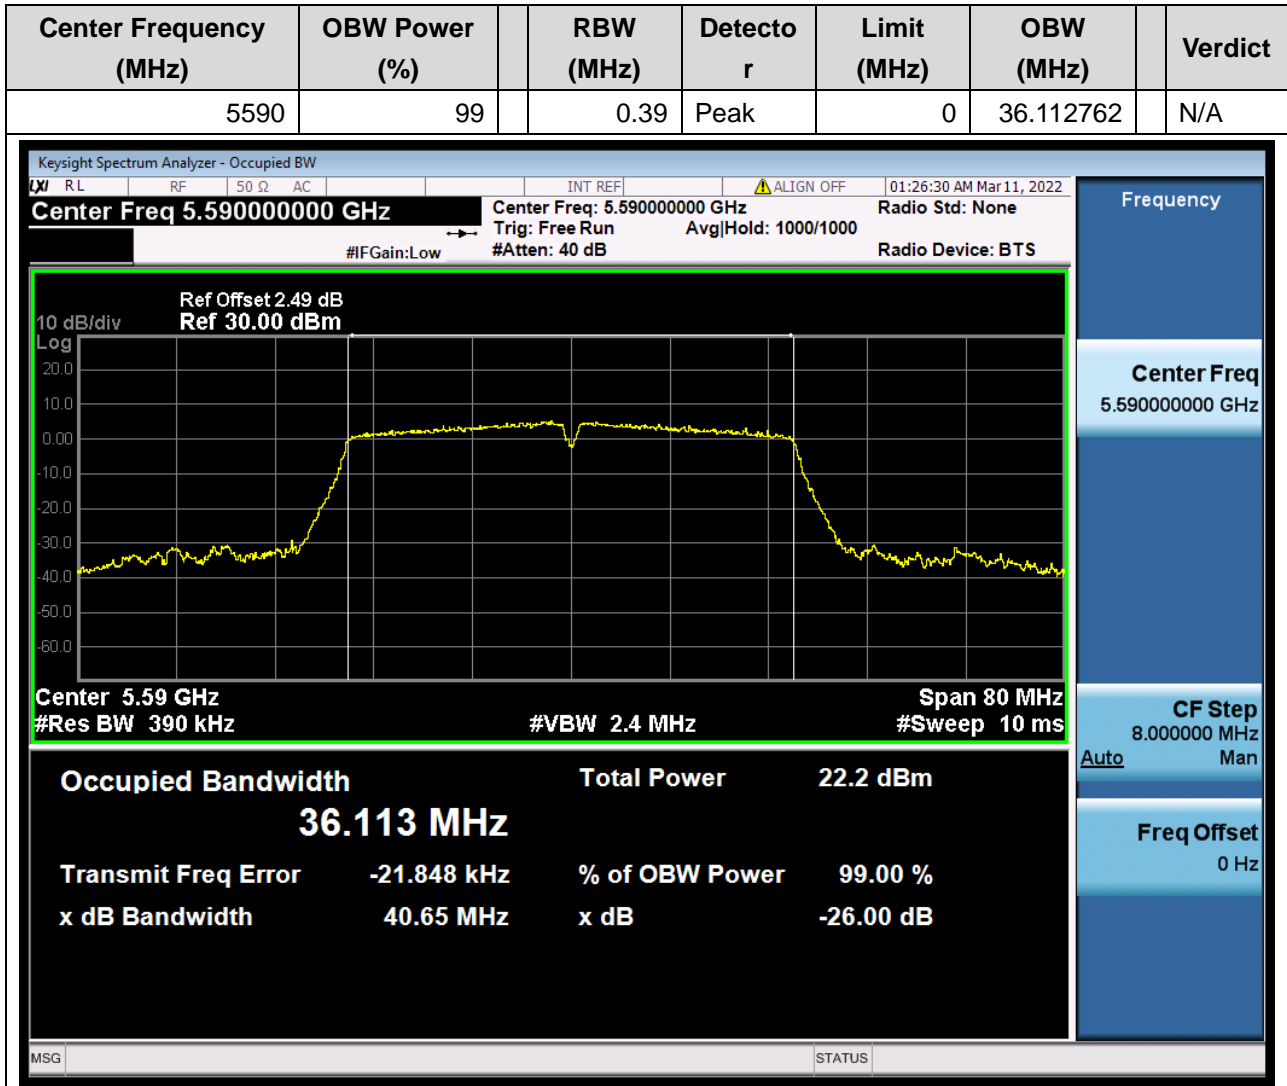 Center Frequency (MHz) OBW Power (%) RBW (MHz) Detecto r Limit (MHz) OBW (MHz) Verdict
5590 99 0.39 Peak 0 36.112762 N/A
Keysight Spectrum Analyzer - Occupied BW
LXI RL RF 50 Ω AC INT REF ALIGN OFF 01:26:30 AM Mar 11, 2022
Center Freq 5.590000000 GHz
Center Freq: 5.590000000 GHz Radio Std: None
Trig: Free Run Avg|Hold: 1000/1000
#IFGain:Low #Atten: 40 dB Radio Device: BTS
Ref Offset 2.49 dB
10 dB/div Ref 30.00 dBm
Log
20.0
10.0
0.00
-10.0
-20.0
-30.0
-40.0
-50.0
-60.0
Center 5.59 GHz Span 80 MHz
#Res BW 390 kHz #VBW 2.4 MHz #Sweep 10 ms
Occupied Bandwidth Total Power 22.2 dBm
36.113 MHz
Transmit Freq Error -21.848 kHz % of OBW Power 99.00 %
x dB Bandwidth 40.65 MHz x dB -26.00 dB
Frequency
Center Freq
5.590000000 GHz
CF Step
8.000000 MHz
Auto Man
Freq Offset
0 Hz
MSG STATUS